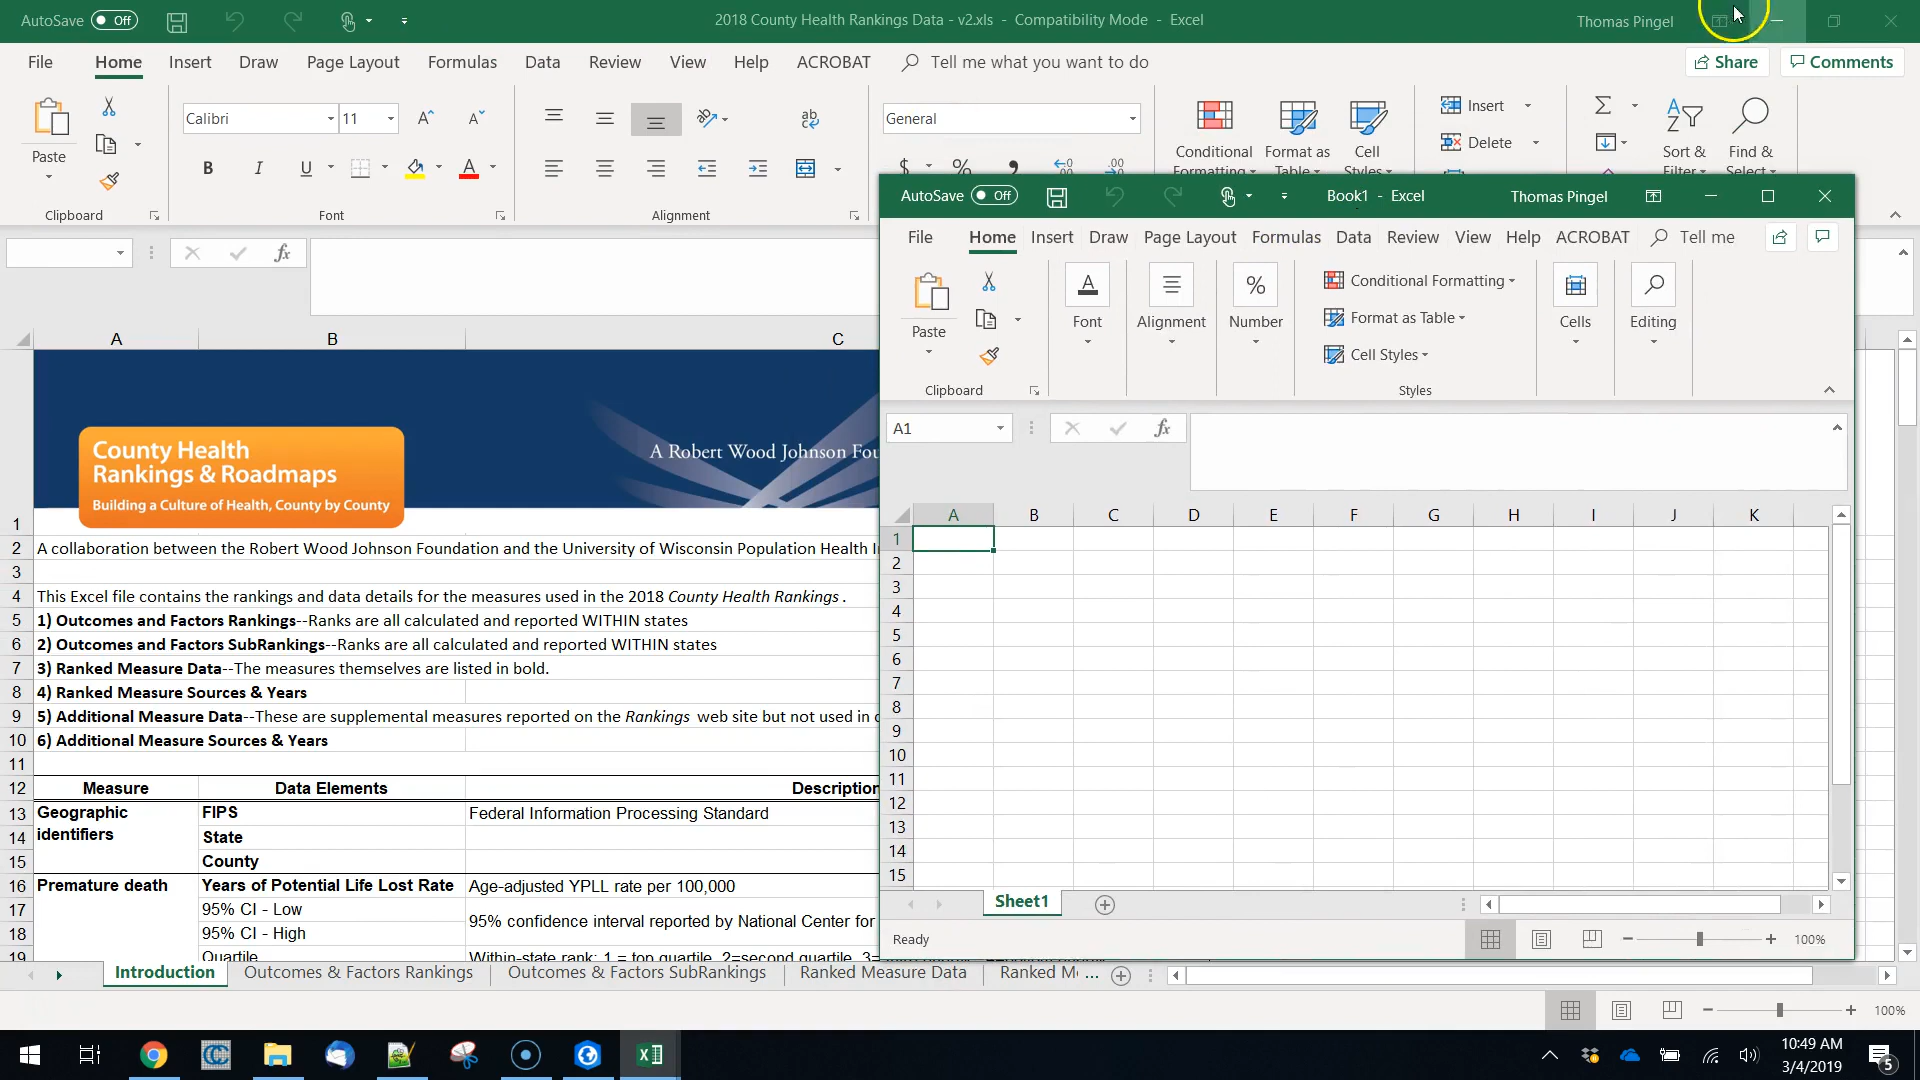 AutoSave Off
2018 County Health Rankings Data - v2.xls - Compatibility Mode - Excel
Thomas Pingel
File Home Insert Draw Page Layout Formulas Data Review View Help ACROBAT Tell me what you want to do
Share Comments
Paste
Clipboard
Calibri 11
B I U A
Font
Alignment
General
$ %
Conditional Formatting
Format as Table
Cell Styles
Insert
Delete
Sort & Filter
Find & Select
fx
A B C
County Health
Rankings & Roadmaps
Building a Culture of Health, County by County
A Robert Wood Johnson
1
2 A collaboration between the Robert Wood Johnson Foundation and the University of Wisconsin Population Health
3
4 This Excel file contains the rankings and data details for the measures used in the 2018 County Health Rankings .
5 1) Outcomes and Factors Rankings--Ranks are all calculated and reported WITHIN states
6 2) Outcomes and Factors SubRankings--Ranks are all calculated and reported WITHIN states
7 3) Ranked Measure Data--The measures themselves are listed in bold.
8 4) Ranked Measure Sources & Years
9 5) Additional Measure Data--These are supplemental measures reported on the Rankings web site but not used in
10 6) Additional Measure Sources & Years
11
12 Measure Data Elements Description
13 Geographic identifiers FIPS Federal Information Processing Standard
14 State
15 County
16 Premature death Years of Potential Life Lost Rate Age-adjusted YPLL rate per 100,000
17 95% CI - Low 95% confidence interval reported by National Center for
18 95% CI - High
19 Quartile Within-state rank: 1 = top quartile, 2=second quartile,
Introduction Outcomes & Factors Rankings Outcomes & Factors SubRankings Ranked Measure Data Ranked M ...
100%
AutoSave Off
Book1 - Excel
Thomas Pingel
File Home Insert Draw Page Layout Formulas Data Review View Help ACROBAT Tell me
Paste
Clipboard
Font
Alignment
%
Number
Conditional Formatting
Format as Table
Cell Styles
Styles
Cells
Editing
A1
fx
A B C D E F G H I J K
1
2
3
4
5
6
7
8
9
10
11
12
13
14
15
Sheet1
Ready
100%
10:49 AM
3/4/2019
5